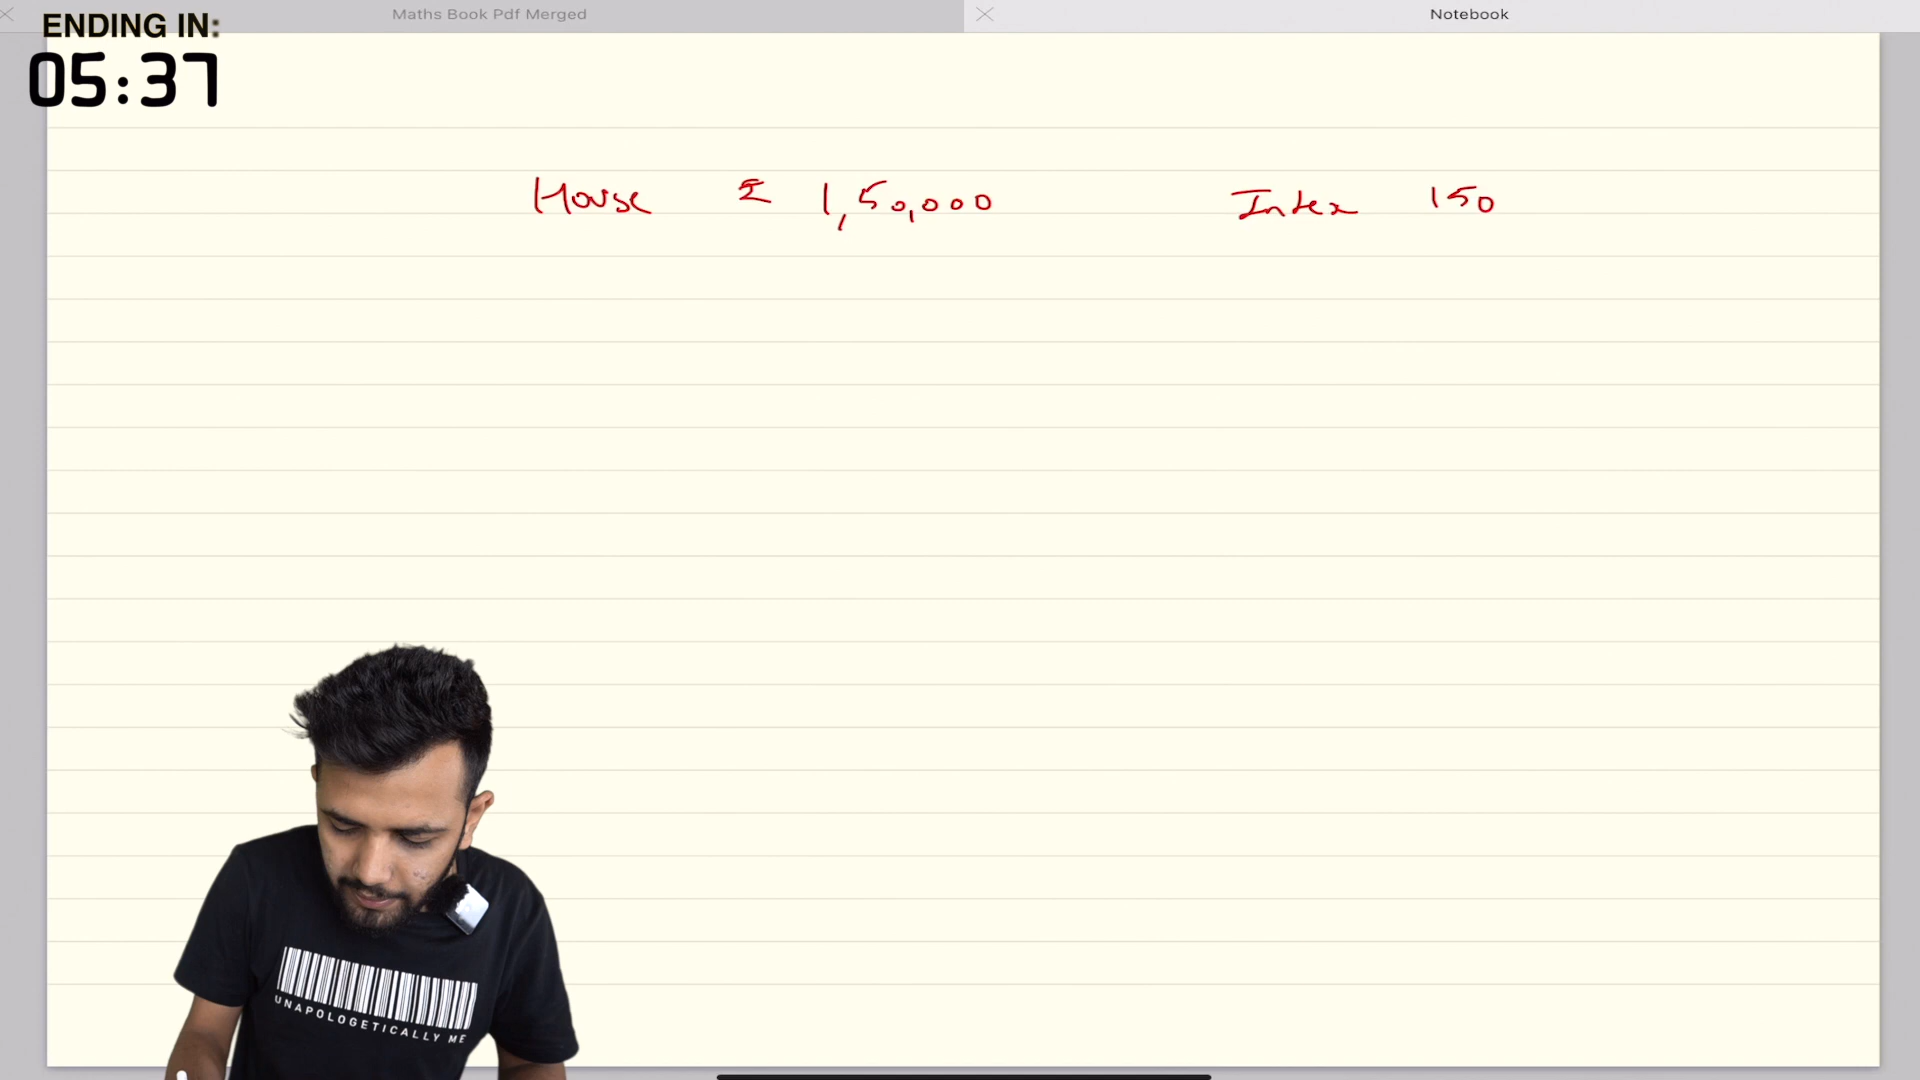 Maths Book Pdf Merged
Notebook
ENDING IN:
05:37
House ₹ 1,50,000 Index 150
UNAPOLOGETICALLY ME